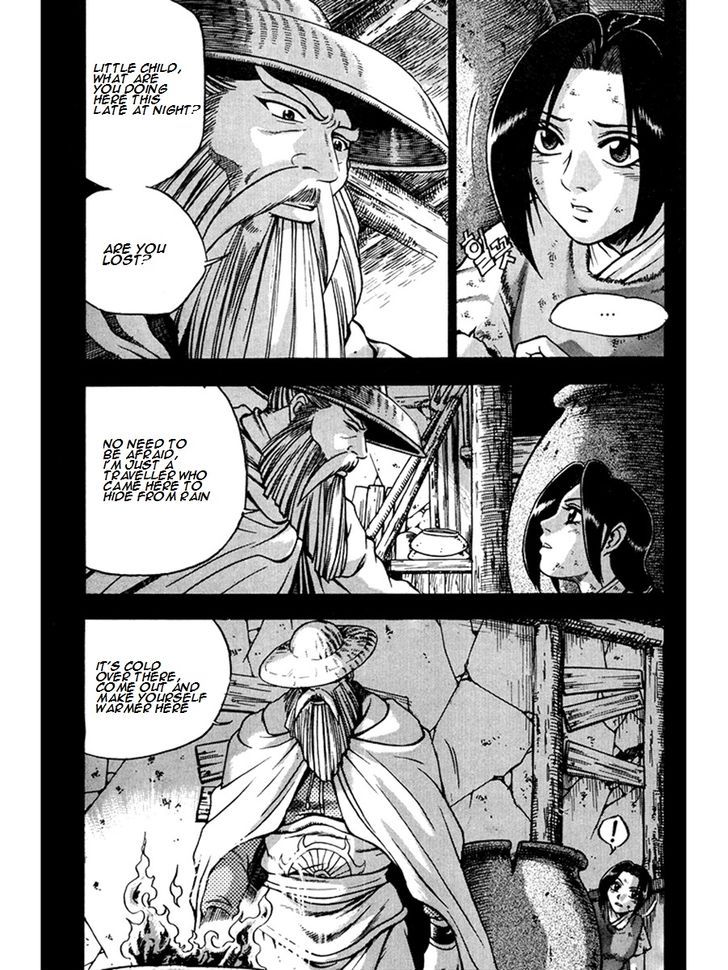 LITTLE CHILD,
WHAT ARE
YOU DOING
HERE THIS
LATE AT NIGHT?
ARE YOU
LOST?
...
NO NEED TO
BE AFRAID,
I'M JUST A
TRAVELLER WHO
CAME HERE TO
HIDE FROM RAIN
IT'S COLD
OVER THERE,
COME OUT AND
MAKE YOURSELF
WARMER HERE
!